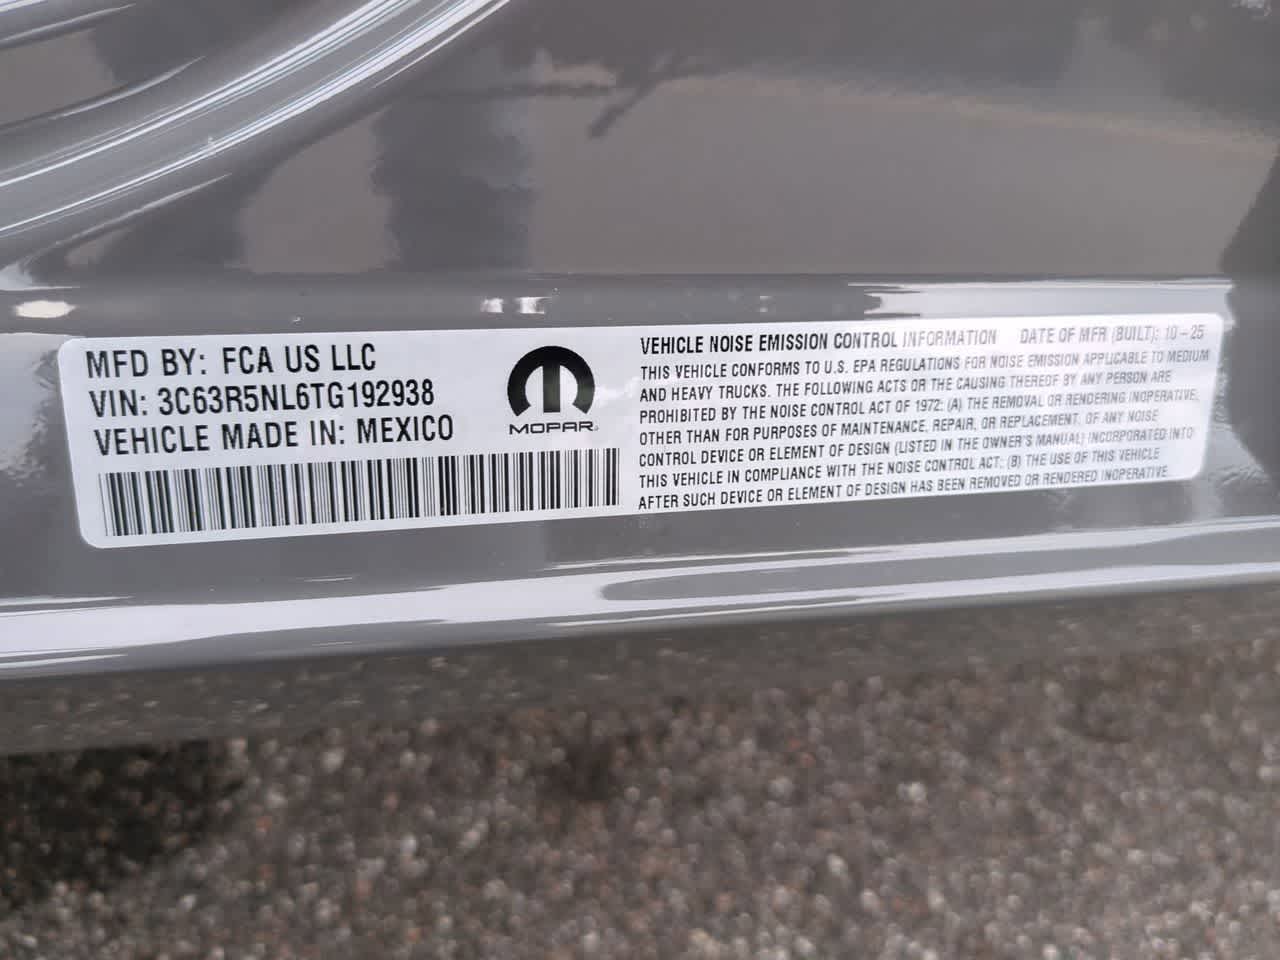 MFD BY: FCA US LLC
VIN: 3C63R5NL6TG192938
VEHICLE MADE IN: MEXICO
MOPAR
VEHICLE NOISE EMISSION CONTROL INFORMATION DATE OF MFR (BUILT): 10-25
THIS VEHICLE CONFORMS TO U.S. EPA REGULATIONS FOR NOISE EMISSION APPLICABLE TO MEDIUM
AND HEAVY TRUCKS. THE FOLLOWING ACTS OR THE CAUSING THEREOF BY ANY PERSON ARE
PROHIBITED BY THE NOISE CONTROL ACT OF 1972: (A) THE REMOVAL OR RENDERING INOPERATIVE,
OTHER THAN FOR PURPOSES OF MAINTENANCE, REPAIR, OR REPLACEMENT, OF ANY NOISE
CONTROL DEVICE OR ELEMENT OF DESIGN (LISTED IN THE OWNER'S MANUAL) INCORPORATED INTO
THIS VEHICLE IN COMPLIANCE WITH THE NOISE CONTROL ACT; (B) THE USE OF THIS VEHICLE
AFTER SUCH DEVICE OR ELEMENT OF DESIGN HAS BEEN REMOVED OR RENDERED INOPERATIVE.